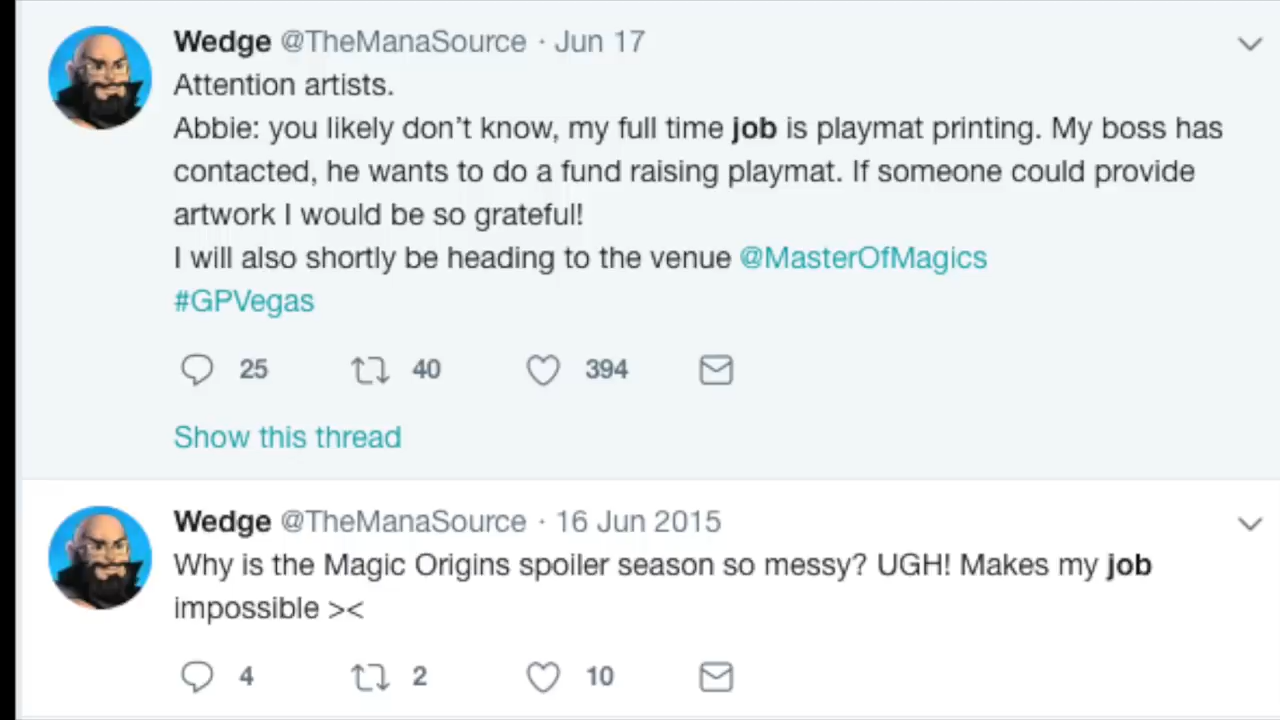 Wedge @TheManaSource · Jun 17
Attention artists.
Abbie: you likely don’t know, my full time job is playmat printing. My boss has
contacted, he wants to do a fund raising playmat. If someone could provide
artwork I would be so grateful!
I will also shortly be heading to the venue @MasterOfMagics
#GPVegas
25 40 394
Show this thread
Wedge @TheManaSource · 16 Jun 2015
Why is the Magic Origins spoiler season so messy? UGH! Makes my job
impossible ><
4 2 10